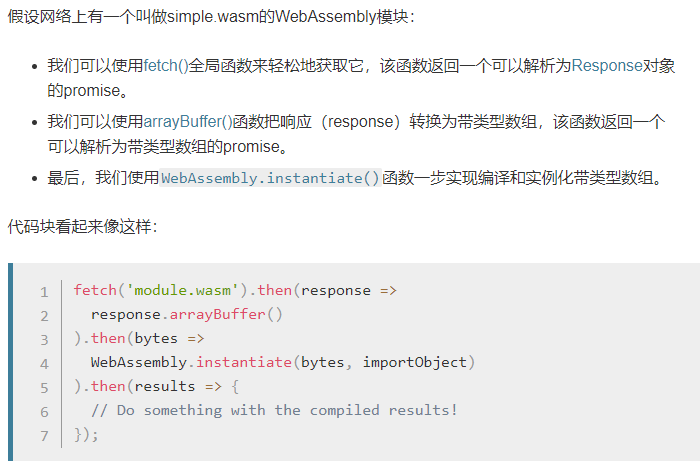 假设网络上有一个叫做simple.wasm的WebAssembly模块：
我们可以使用fetch()全局函数来轻松地获取它，该函数返回一个可以解析为Response对象
的promise。
我们可以使用arrayBuffer()函数把响应（response）转换为带类型数组，该函数返回一个
可以解析为带类型数组的promise。
最后，我们使用WebAssembly.instantiate()函数一步实现编译和实例化带类型数组。
代码块看起来像这样：
1 fetch('module.wasm').then(response =>
2   response.arrayBuffer()
3 ).then(bytes =>
4   WebAssembly.instantiate(bytes, importObject)
5 ).then(results => {
6   // Do something with the compiled results!
7 });